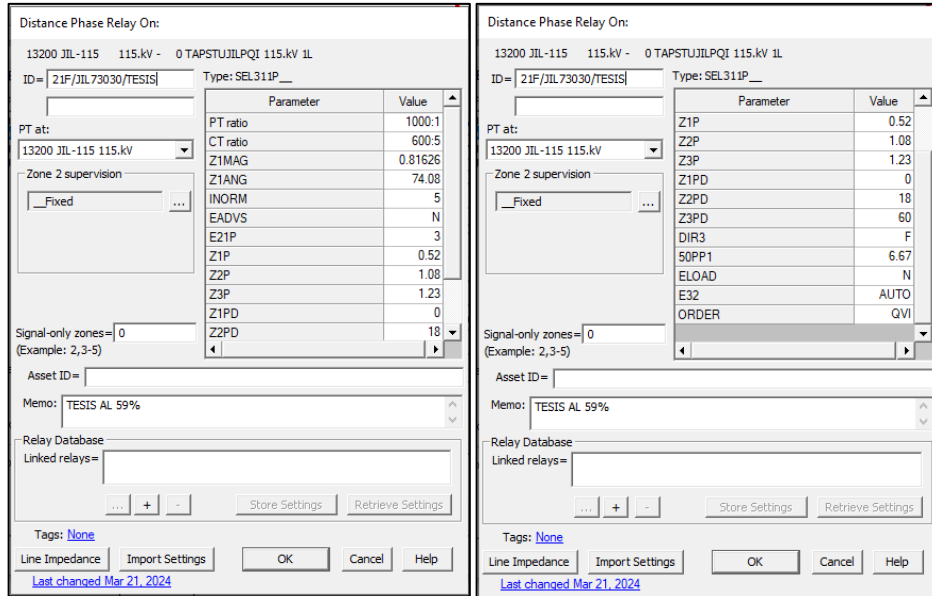 Distance Phase Relay On:
13200 JIL-115 115.kV - 0 TAPSTUJILPQI 115.kV 1L
ID= 21F/JIL73030/TESIS
Type: SEL311P__
Parameter Value
PT ratio 1000:1
CT ratio 600:5
Z1MAG 0.81626
Z1ANG 74.08
INORM 5
EADVS N
E21P 3
Z1P 0.52
Z2P 1.08
Z3P 1.23
Z1PD 0
Z2PD 18
PT at:
13200 JIL-115 115.kV
Zone 2 supervision
__Fixed ...
Signal-only zones= 0
(Example: 2,3-5)
Asset ID=
Memo: TESIS AL 59%
Relay Database
Linked relays=
... + - Store Settings Retrieve Settings
Tags: None
Line Impedance Import Settings OK Cancel Help
Last changed Mar 21, 2024
Distance Phase Relay On:
13200 JIL-115 115.kV - 0 TAPSTUJILPQI 115.kV 1L
ID= 21F/JIL73030/TESIS
Type: SEL311P__
Parameter Value
Z1P 0.52
Z2P 1.08
Z3P 1.23
Z1PD 0
Z2PD 18
Z3PD 60
DIR3 F
50PP1 6.67
ELOAD N
E32 AUTO
ORDER QVI
PT at:
13200 JIL-115 115.kV
Zone 2 supervision
__Fixed ...
Signal-only zones= 0
(Example: 2,3-5)
Asset ID=
Memo: TESIS AL 59%
Relay Database
Linked relays=
... + - Store Settings Retrieve Settings
Tags: None
Line Impedance Import Settings OK Cancel Help
Last changed Mar 21, 2024